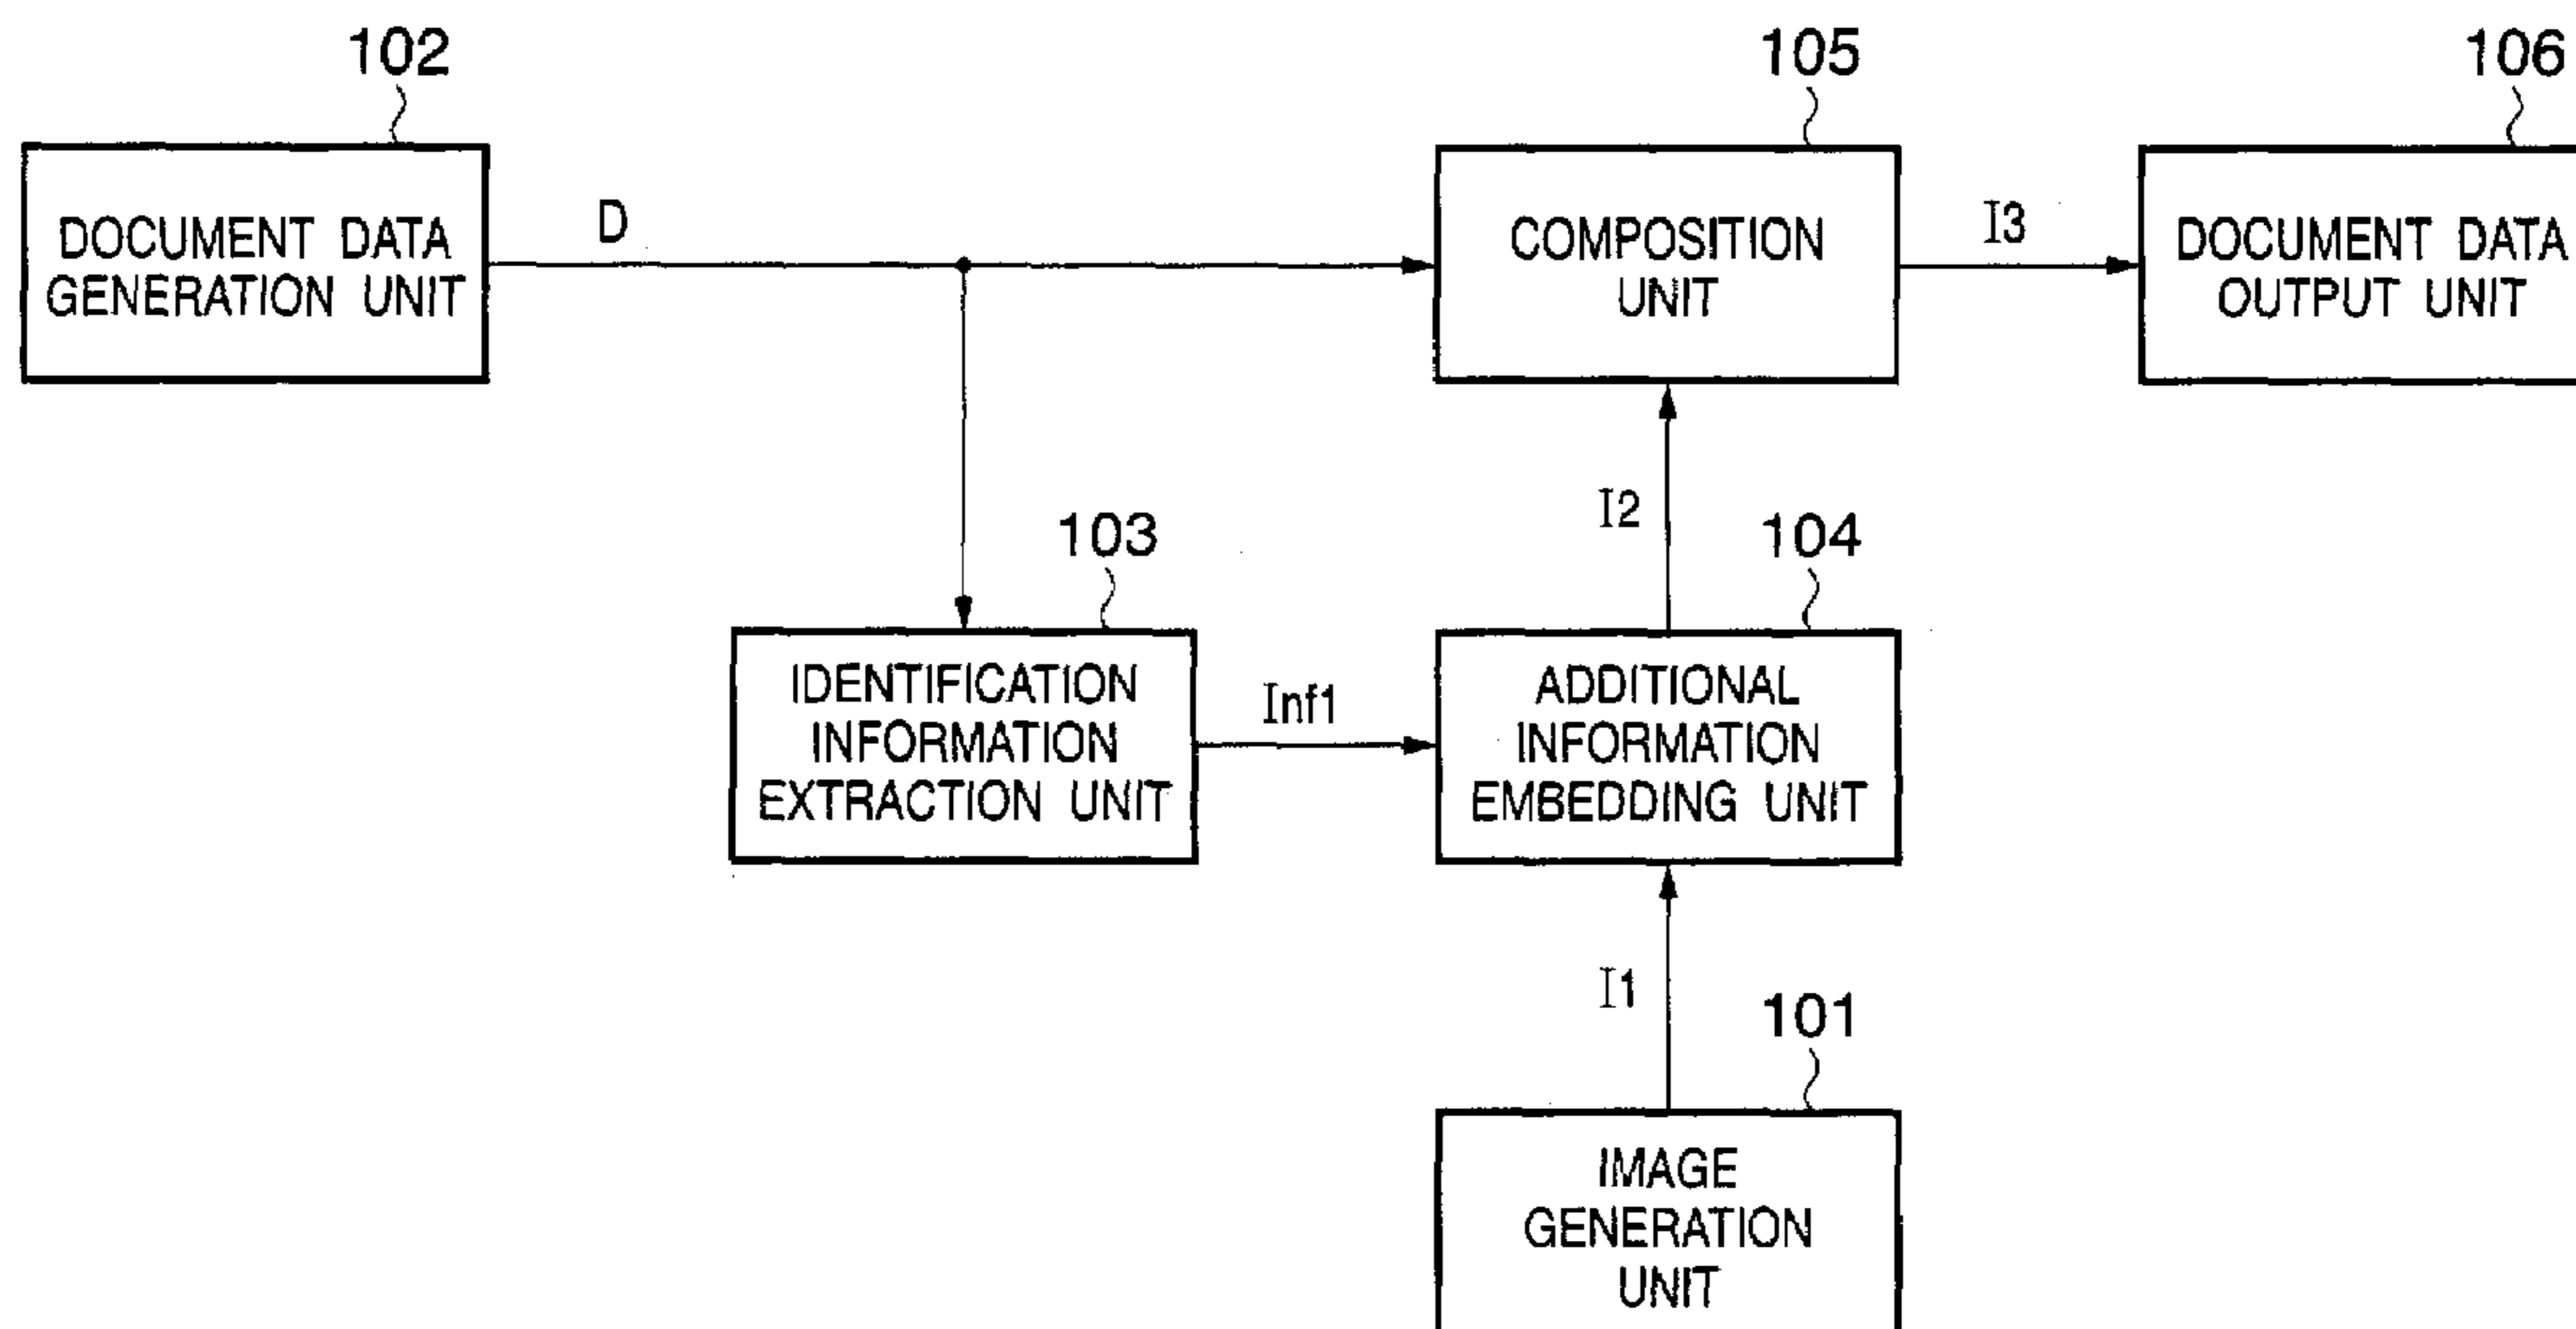 102
105
106
DOCUMENT DATA
GENERATION UNIT
D
COMPOSITION
UNIT
I3
DOCUMENT DATA
OUTPUT UNIT
I2
103
104
IDENTIFICATION
INFORMATION
EXTRACTION UNIT
Inf1
ADDITIONAL
INFORMATION
EMBEDDING UNIT
I1
101
IMAGE
GENERATION
UNIT